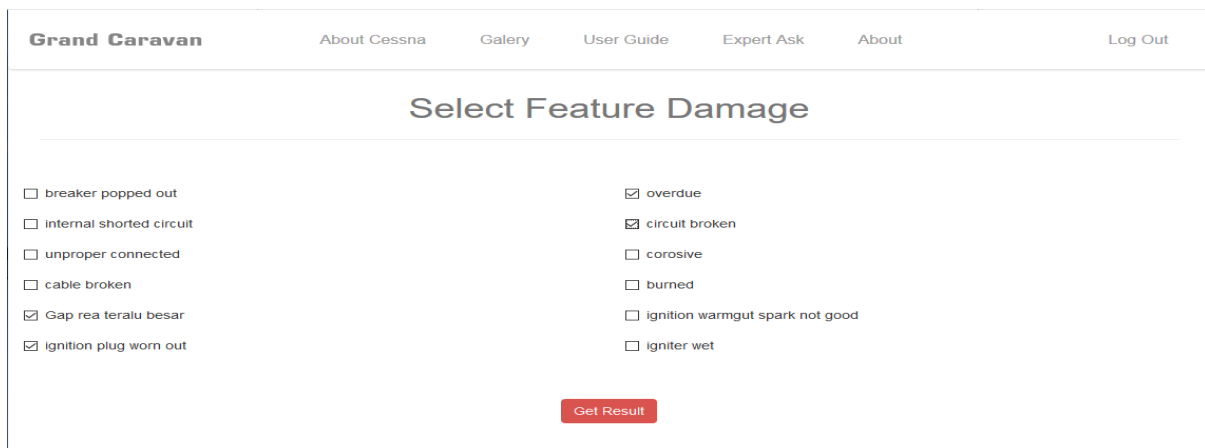 Grand Caravan About Cessna Galery User Guide Expert Ask About Log Out
Select Feature Damage
breaker popped out
internal shorted circuit
unproper connected
cable broken
Gap rea teralu besar
ignition plug worn out
overdue
circuit broken
corosive
burned
ignition warmgut spark not good
igniter wet
Get Result